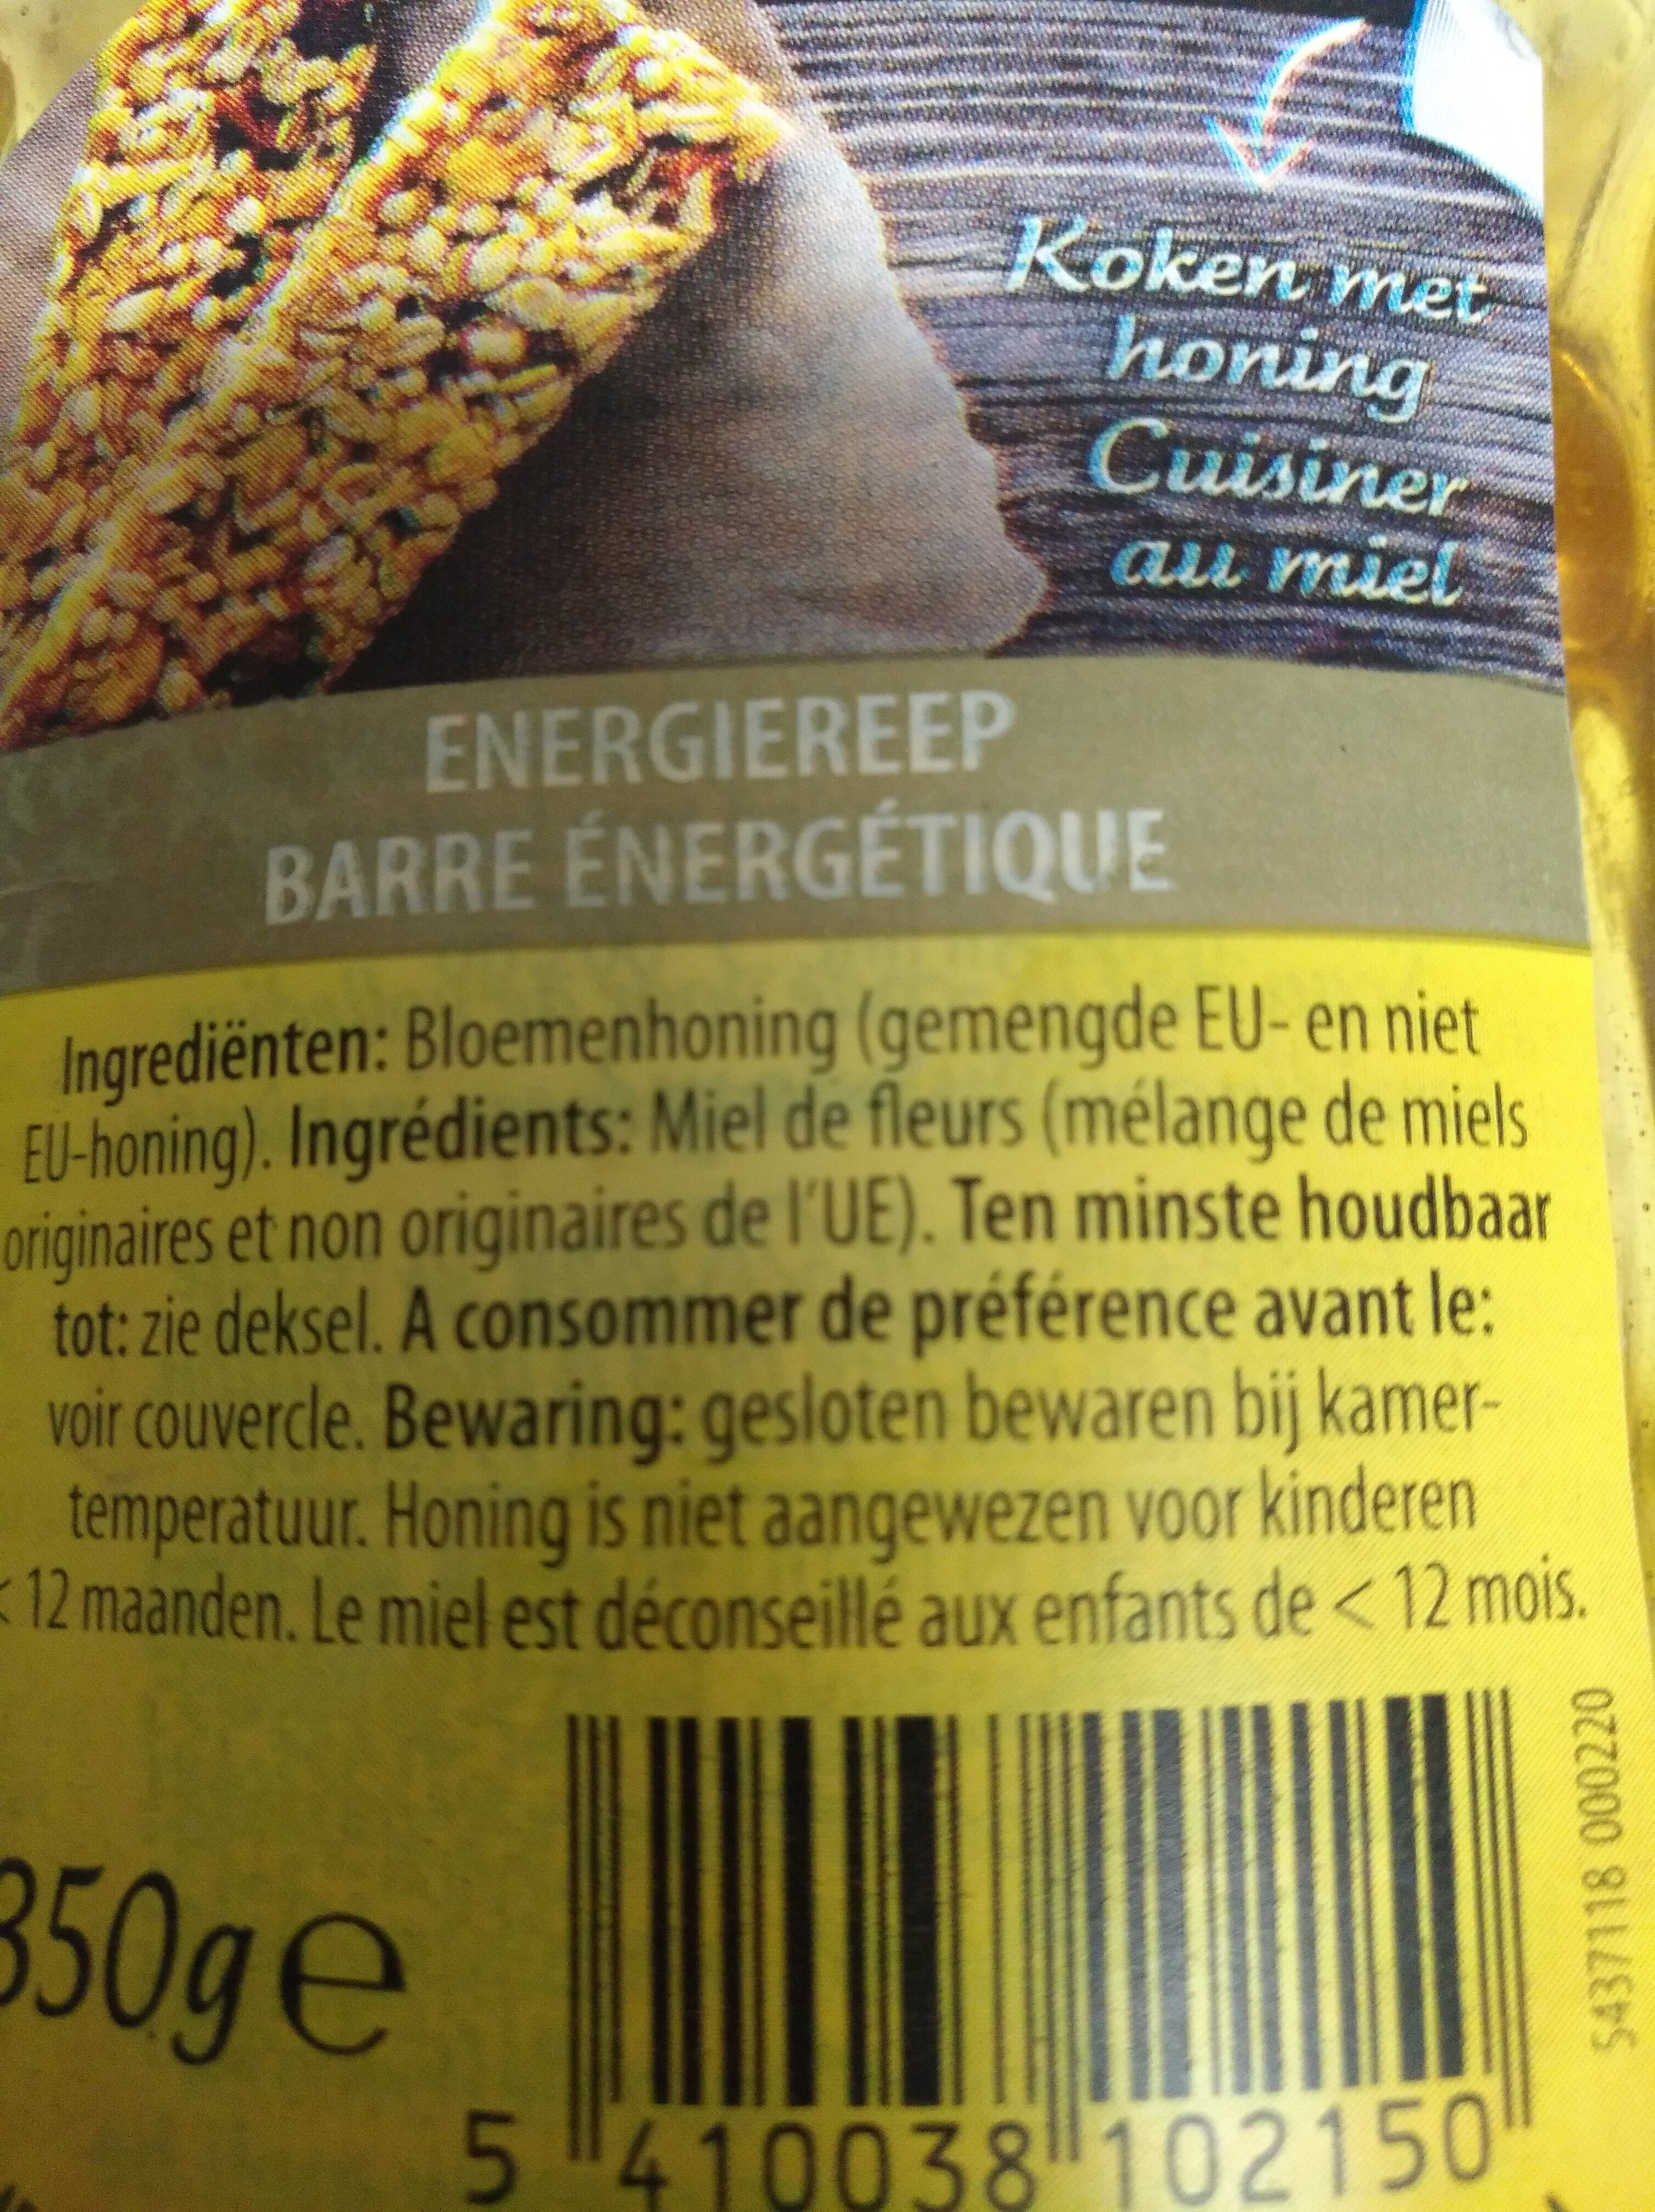 Koken met
honing
Cuisiner
au miel
ENERGIEREEP
BARRE ÉNERGÉTIQUE
Ingrediënten: Bloemenhoning (gemengde EU- en niet
EU-honing). Ingrédients: Miel de fleurs (mélange de miels
originaires et non originaires de l'UE). Ten minste houdbaar
tot: zie deksel. A consommer de préférence avant le:
voir couvercle. Bewaring: gesloten bewaren bij kamer-
temperatuur. Honing is niet aangewezen voor kinderen
< 12 maanden. Le miel est déconseillé aux enfants de < 12 mois.
5437118 000220
350g e
5 410038 102150